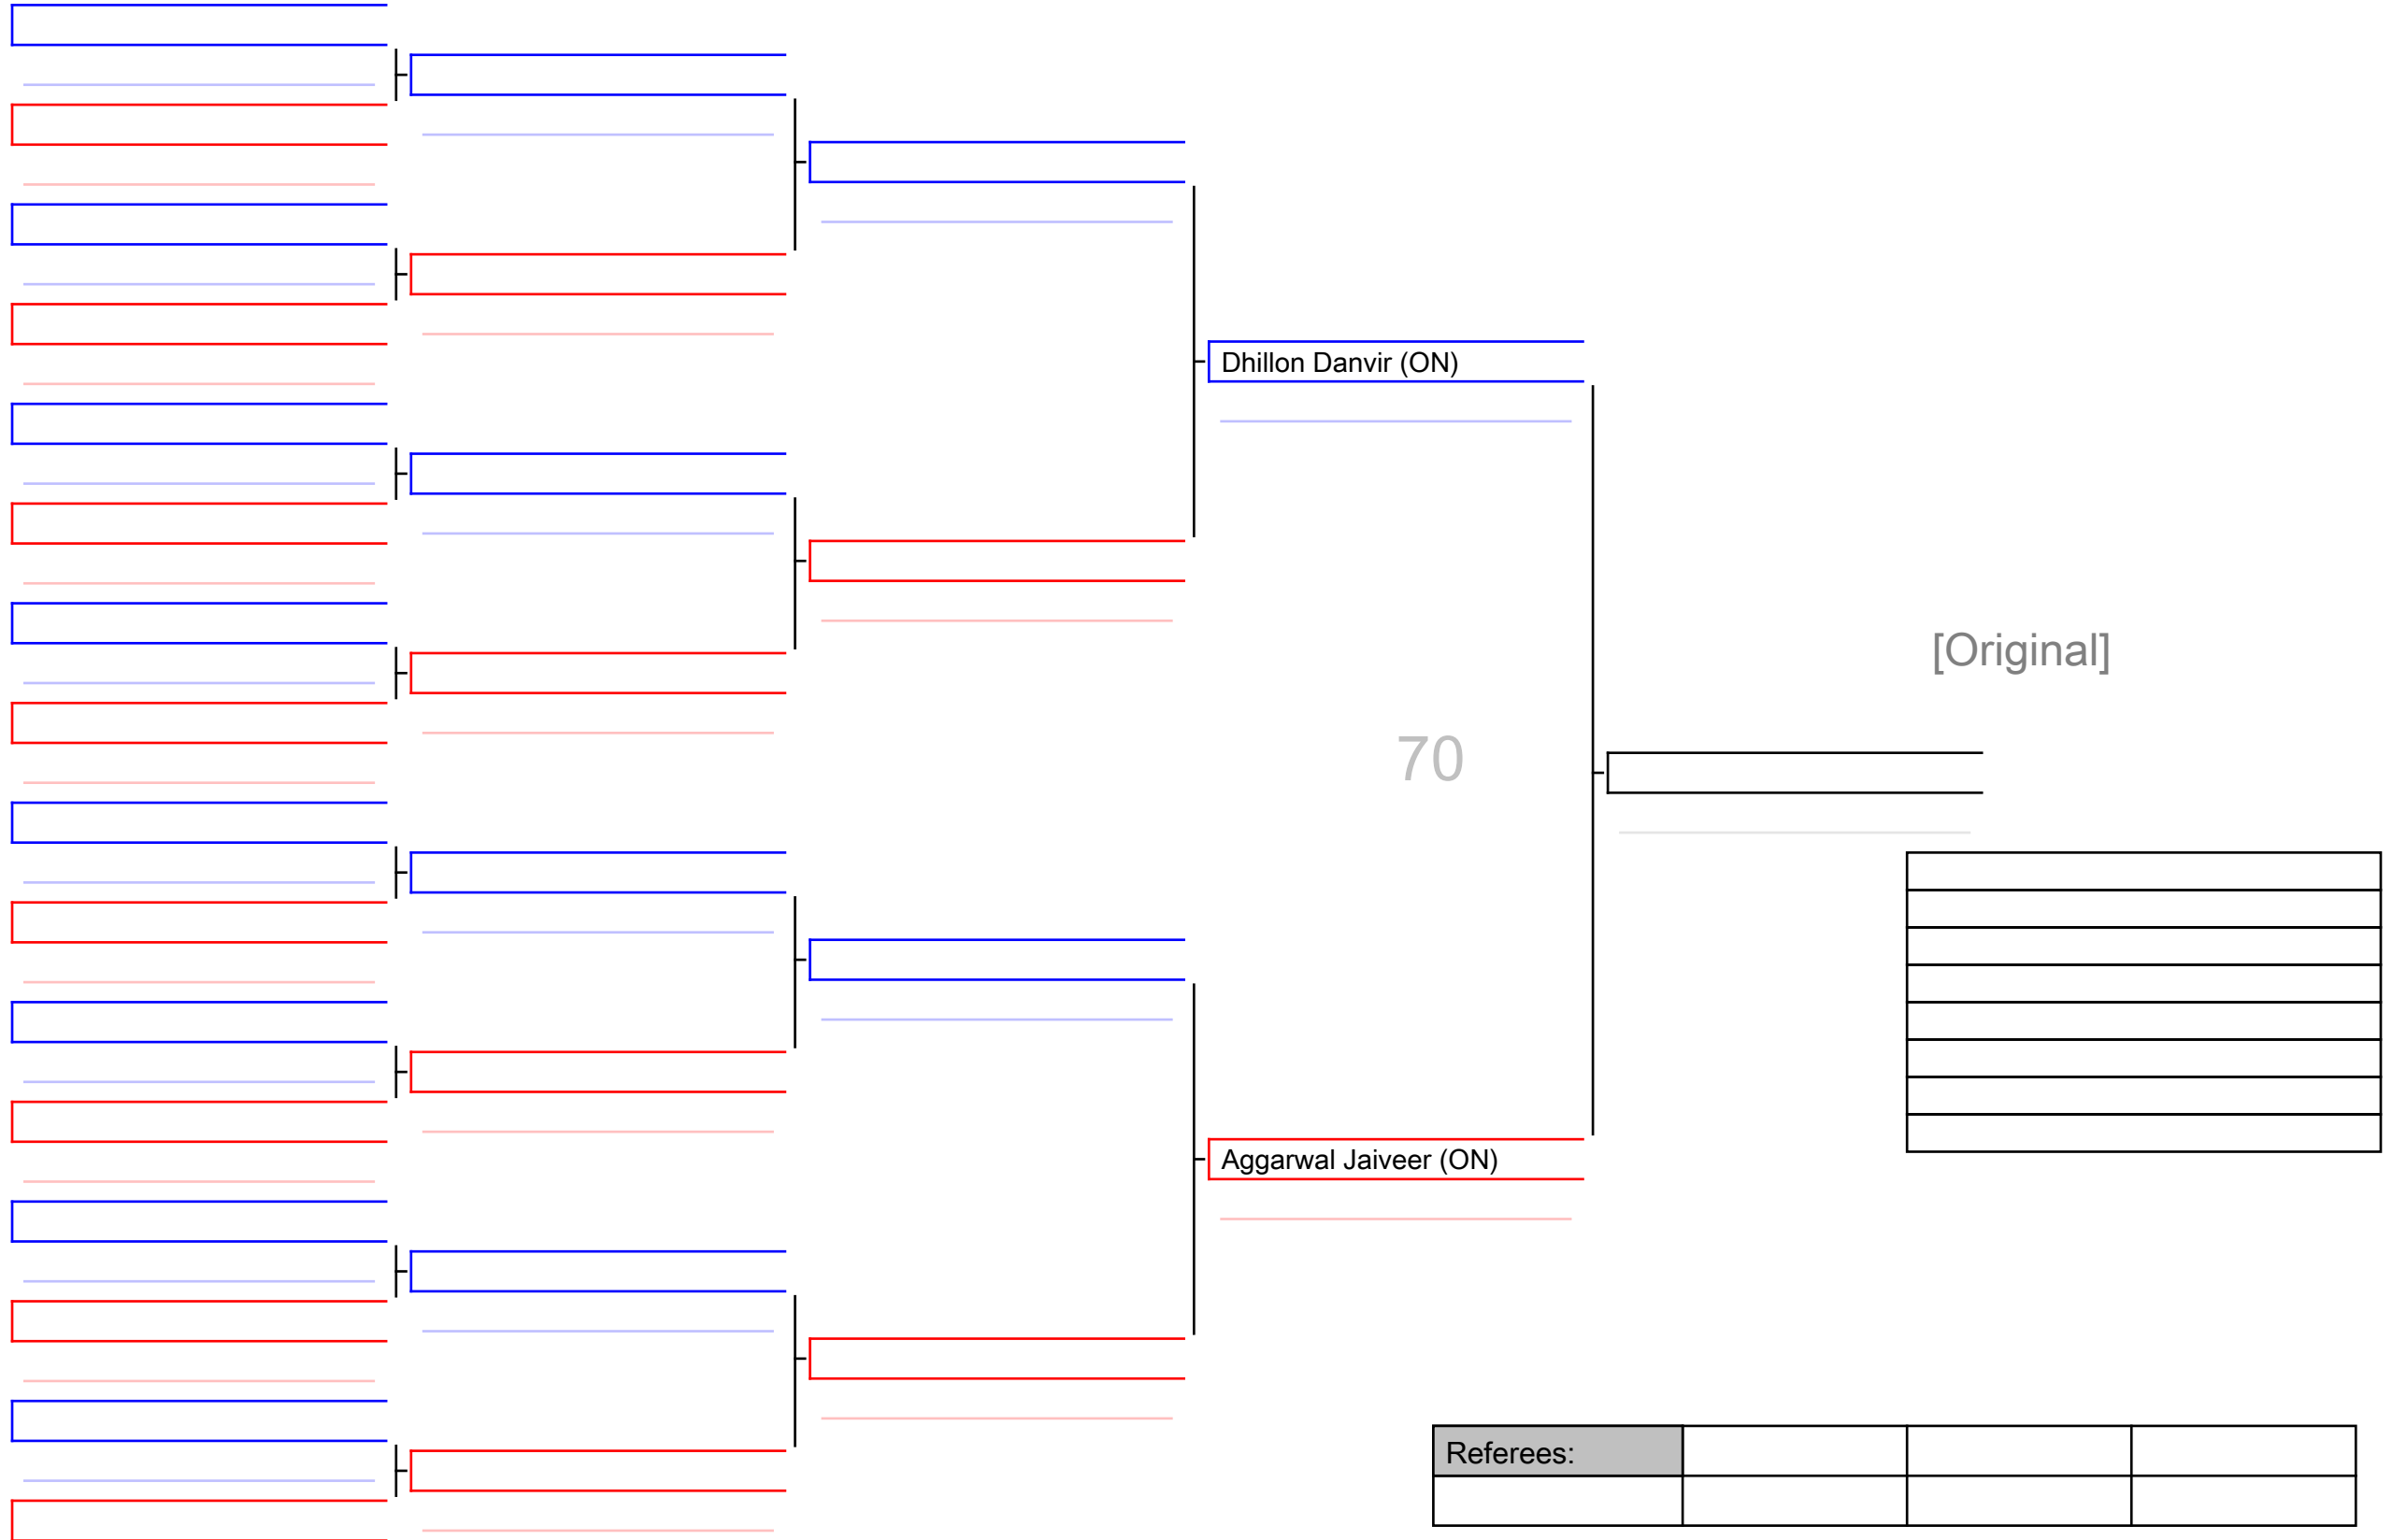 Dhillon Danvir (ON)
[Original]
70
Aggarwal Jaiveer (ON)
Referees: